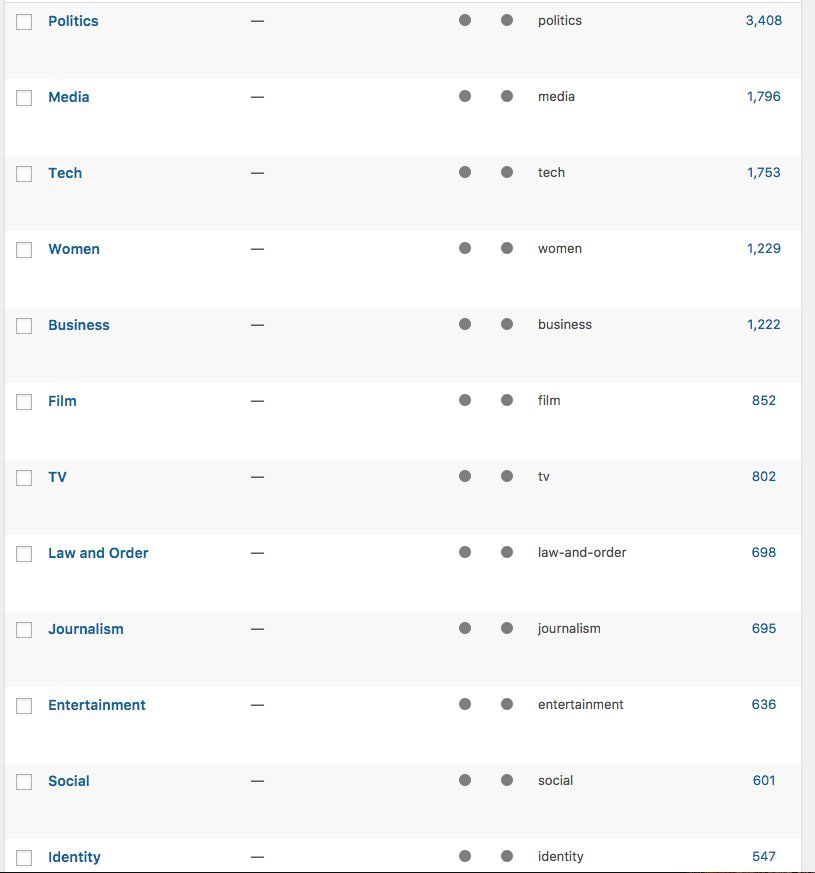 Politics — politics 3,408
Media — media 1,796
Tech — tech 1,753
Women — women 1,229
Business — business 1,222
Film — film 852
TV — tv 802
Law and Order — law-and-order 698
Journalism — journalism 695
Entertainment — entertainment 636
Social — social 601
Identity — identity 547